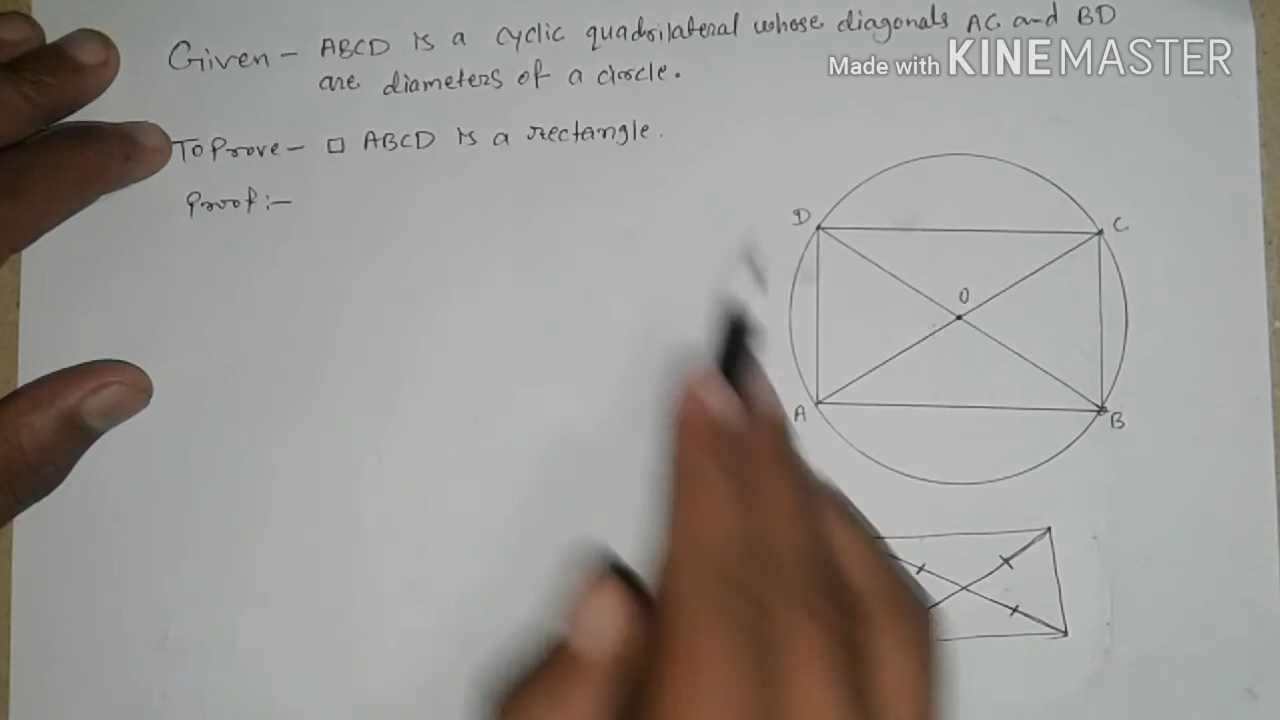 Given - ABCD is a cyclic quadrilateral whose diagonals AC and BD
are diameters of a circle.
Made with KINEMASTER
To Prove - □ ABCD is a rectangle.
Proof :-
D
C
O
A
B